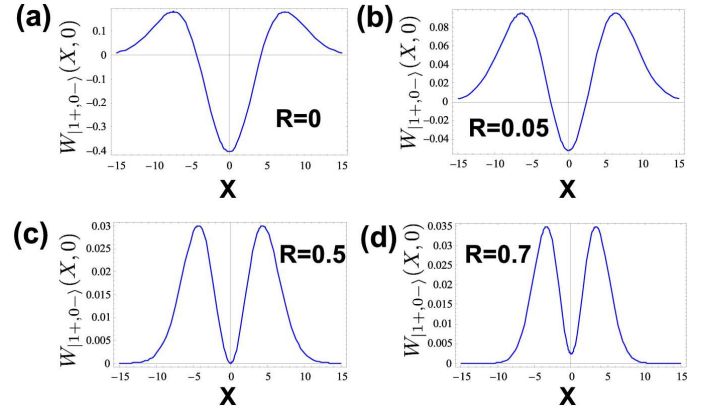 (a)
W|1+,0−⟩(X, 0)
0.1
0
−0.1
−0.2
−0.3
−0.4
R=0
−15 −10 −5 0 5 10 15
X
(b)
W|1+,0−⟩(X, 0)
0.08
0.06
0.04
0.02
0
−0.02
−0.04
R=0.05
−15 −10 −5 0 5 10 15
X
(c)
W|1+,0−⟩(X, 0)
0.03
0.025
0.02
0.015
0.01
0.005
0
R=0.5
−15 −10 −5 0 5 10 15
X
(d)
W|1+,0−⟩(X, 0)
0.035
0.03
0.025
0.02
0.015
0.01
0.005
0
R=0.7
−15 −10 −5 0 5 10 15
X